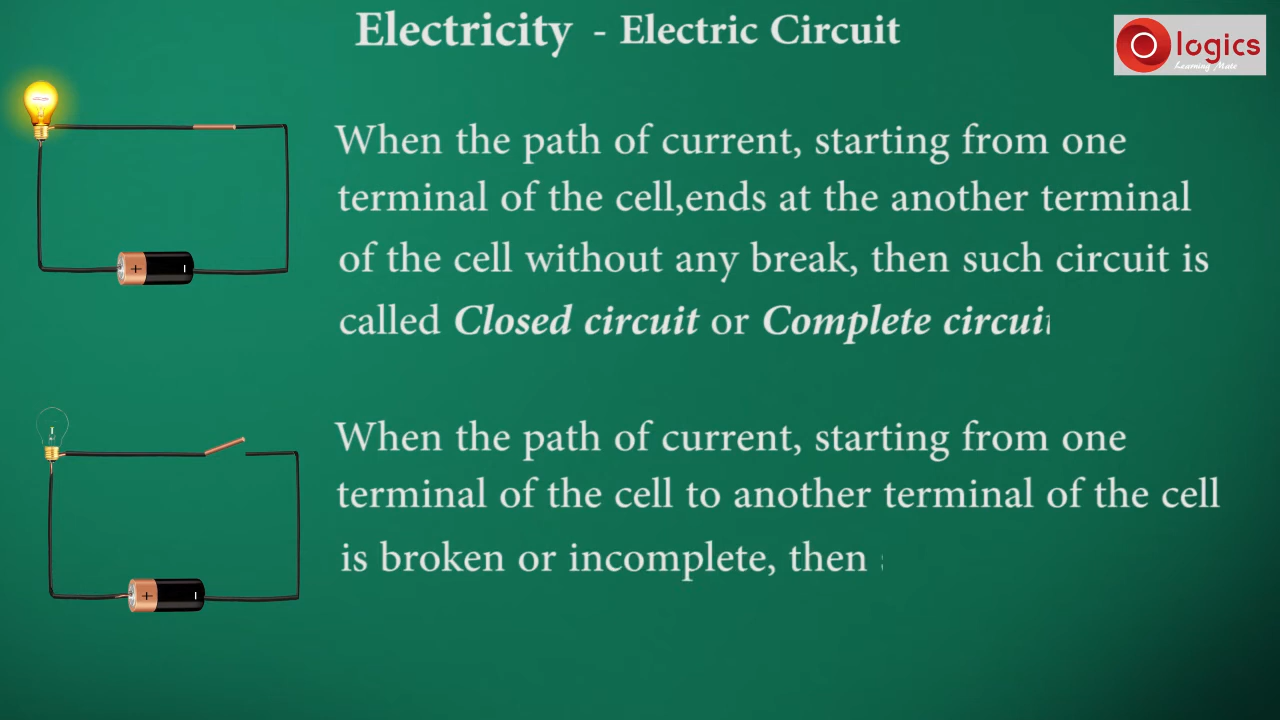 Electricity - Electric Circuit
O logics
Learning Mate
When the path of current, starting from one
terminal of the cell,ends at the another terminal
of the cell without any break, then such circuit is
called Closed circuit or Complete circui
+ -
When the path of current, starting from one
terminal of the cell to another terminal of the cell
is broken or incomplete, then
+ -